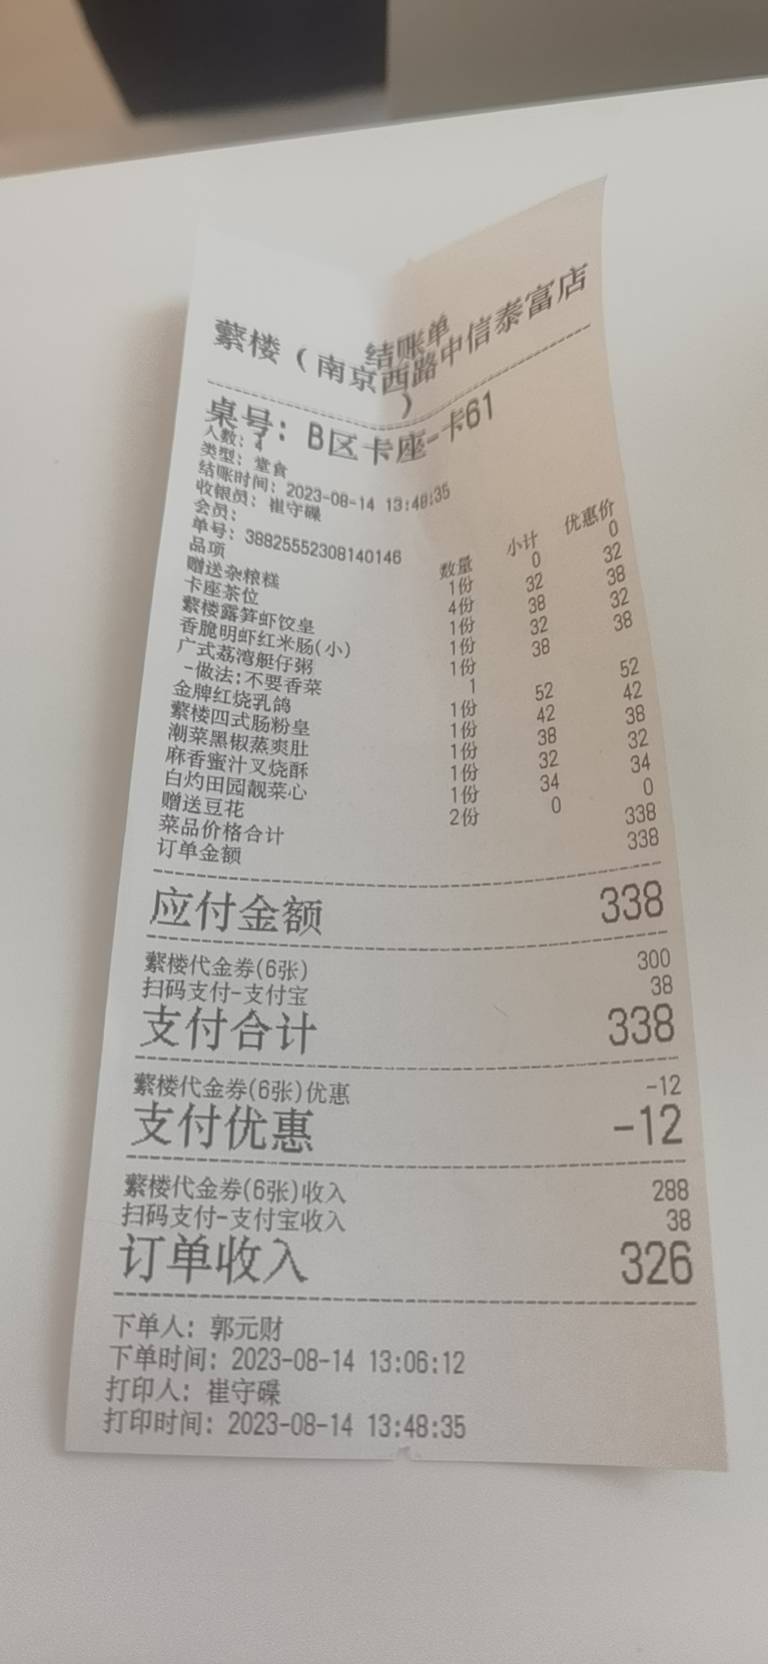 结账单
蘩楼（南京西路中信泰富店
）
桌号：B区卡座-卡61
人数：4
类型：堂食
结账时间：2023-08-14 13:48:35
收银员：崔守碟
会员：
单号：38825552308140146
品项 数量 小计 优惠价
赠送杂粮糕 1份 0 0
卡座茶位 4份 32 32
蘩楼露笋虾饺皇 1份 38 38
香脆明虾红米肠(小) 1份 32 32
广式荔湾艇仔粥 1份 38 38
-做法:不要香菜 1
金牌红烧乳鸽 1份 52 52
蘩楼四式肠粉皇 1份 42 42
潮菜黑椒蒸爽肚 1份 38 38
麻香蜜汁叉烧酥 1份 32 32
白灼田园靓菜心 1份 34 34
赠送豆花 2份 0 0
菜品价格合计 338
订单金额 338
应付金额 338
蘩楼代金券(6张) 300
扫码支付-支付宝 38
支付合计 338
蘩楼代金券(6张)优惠 -12
支付优惠 -12
蘩楼代金券(6张)收入 288
扫码支付-支付宝收入 38
订单收入 326
下单人：郭元财
下单时间：2023-08-14 13:06:12
打印人：崔守碟
打印时间：2023-08-14 13:48:35